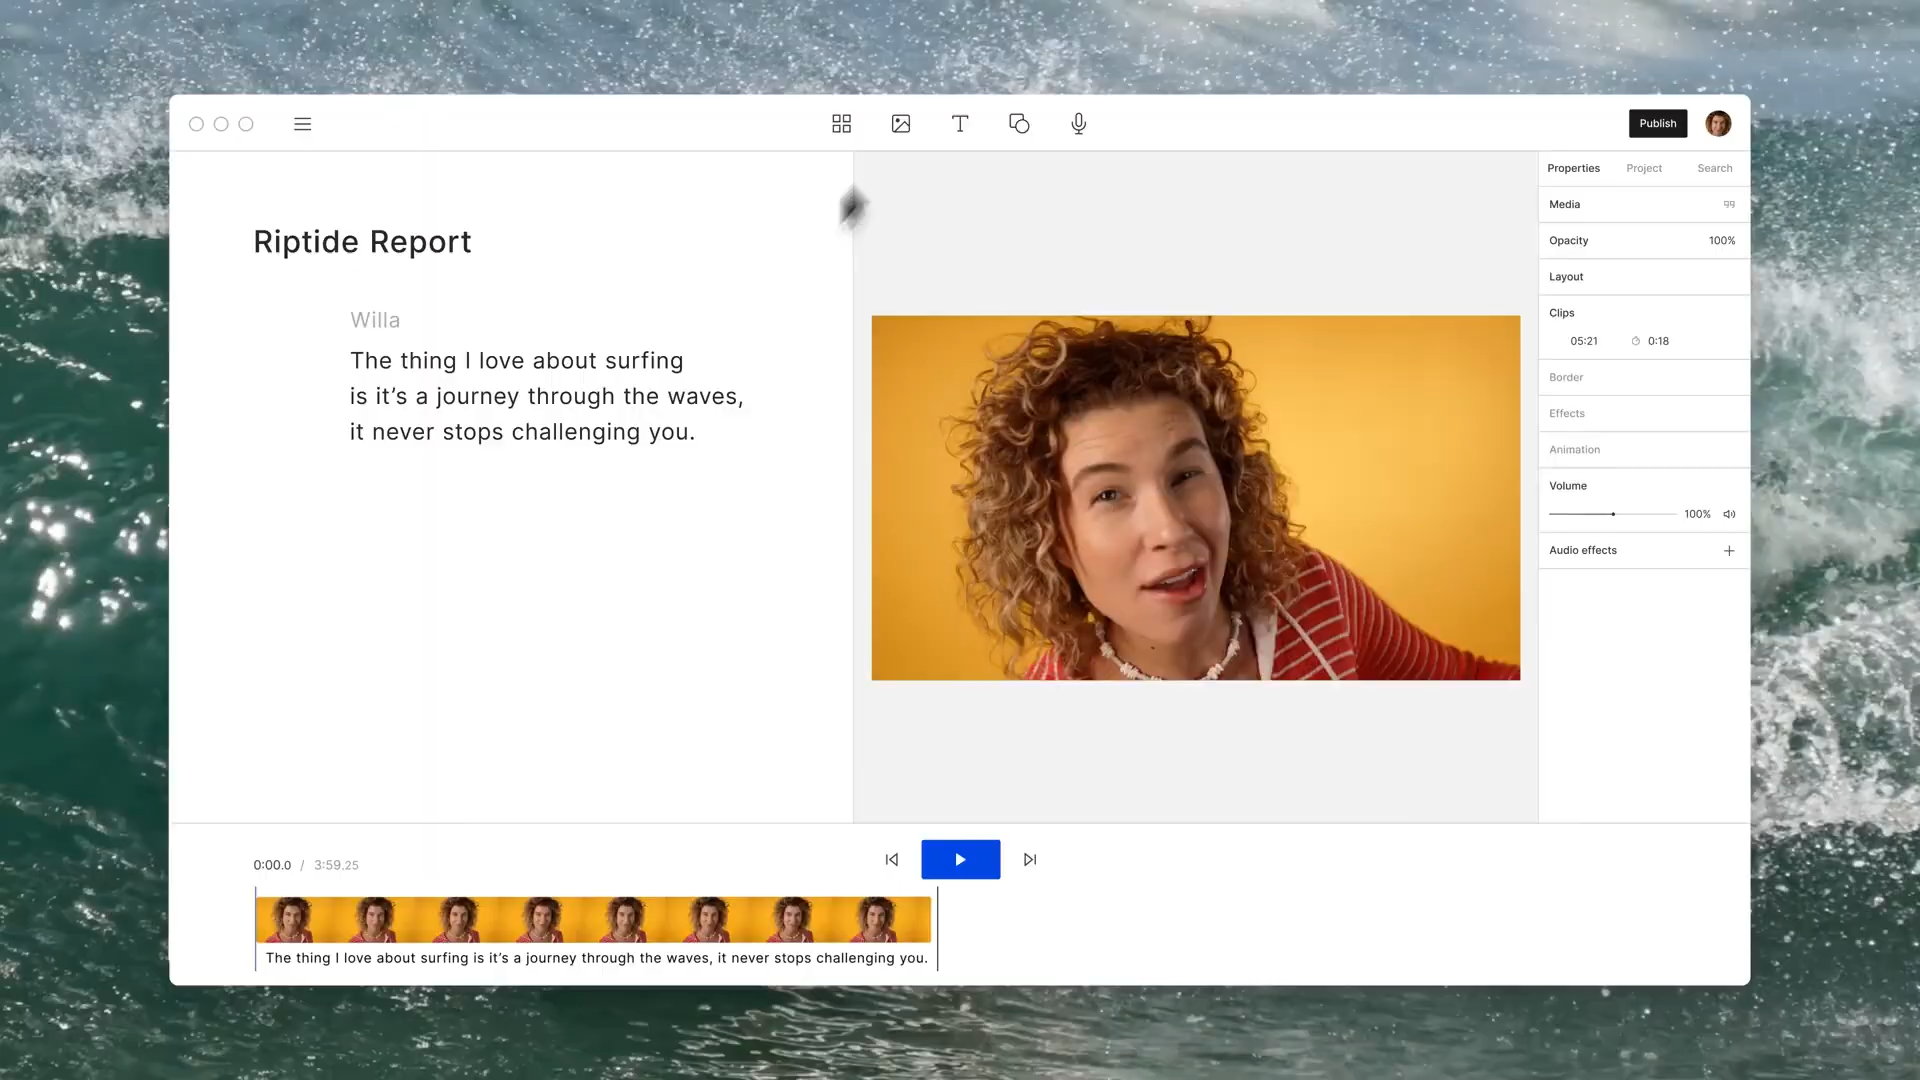 Publish
Properties Project Search
Media
Opacity 100%
Layout
Clips
05:21 0:18
Border
Effects
Animation
Volume
100%
Audio effects
Riptide Report
Willa
The thing I love about surfing
is it’s a journey through the waves,
it never stops challenging you.
0:00.0 / 3:59.25
The thing I love about surfing is it’s a journey through the waves, it never stops challenging you.